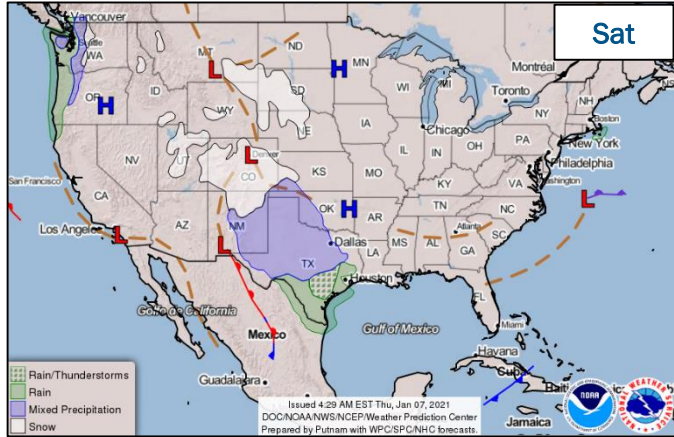 Sat
Vancouver
Seattle
WA
MT
ND
MN
Montréal
L
H
OR
H
ID
WY
SD
WI
MI
Toronto
NH
Boston
NY
New York
NE
IA
Chicago
PA
Philadelphia
NV
UT
L
Denver
CO
KS
MO
IL
IN
OH
KY
VA
Washington
San Francisco
CA
L
NC
Los Angeles
L
AZ
NM
L
OK
H
AR
TN
Atlanta
SC
Dallas
MS
AL
GA
TX
LA
Houston
FL
Golfo de California
Mexico
Gulf of Mexico
Miami
Havana
Cuba
Guadalajara
Jamaica
Rain/Thunderstorms
Rain
Mixed Precipitation
Snow
Issued 4:29 AM EST Thu, Jan 07, 2021
DOC/NOAA/NWS/NCEP/Weather Prediction Center
Prepared by Putnam with WPC/SPC/NHC forecasts.
NOAA